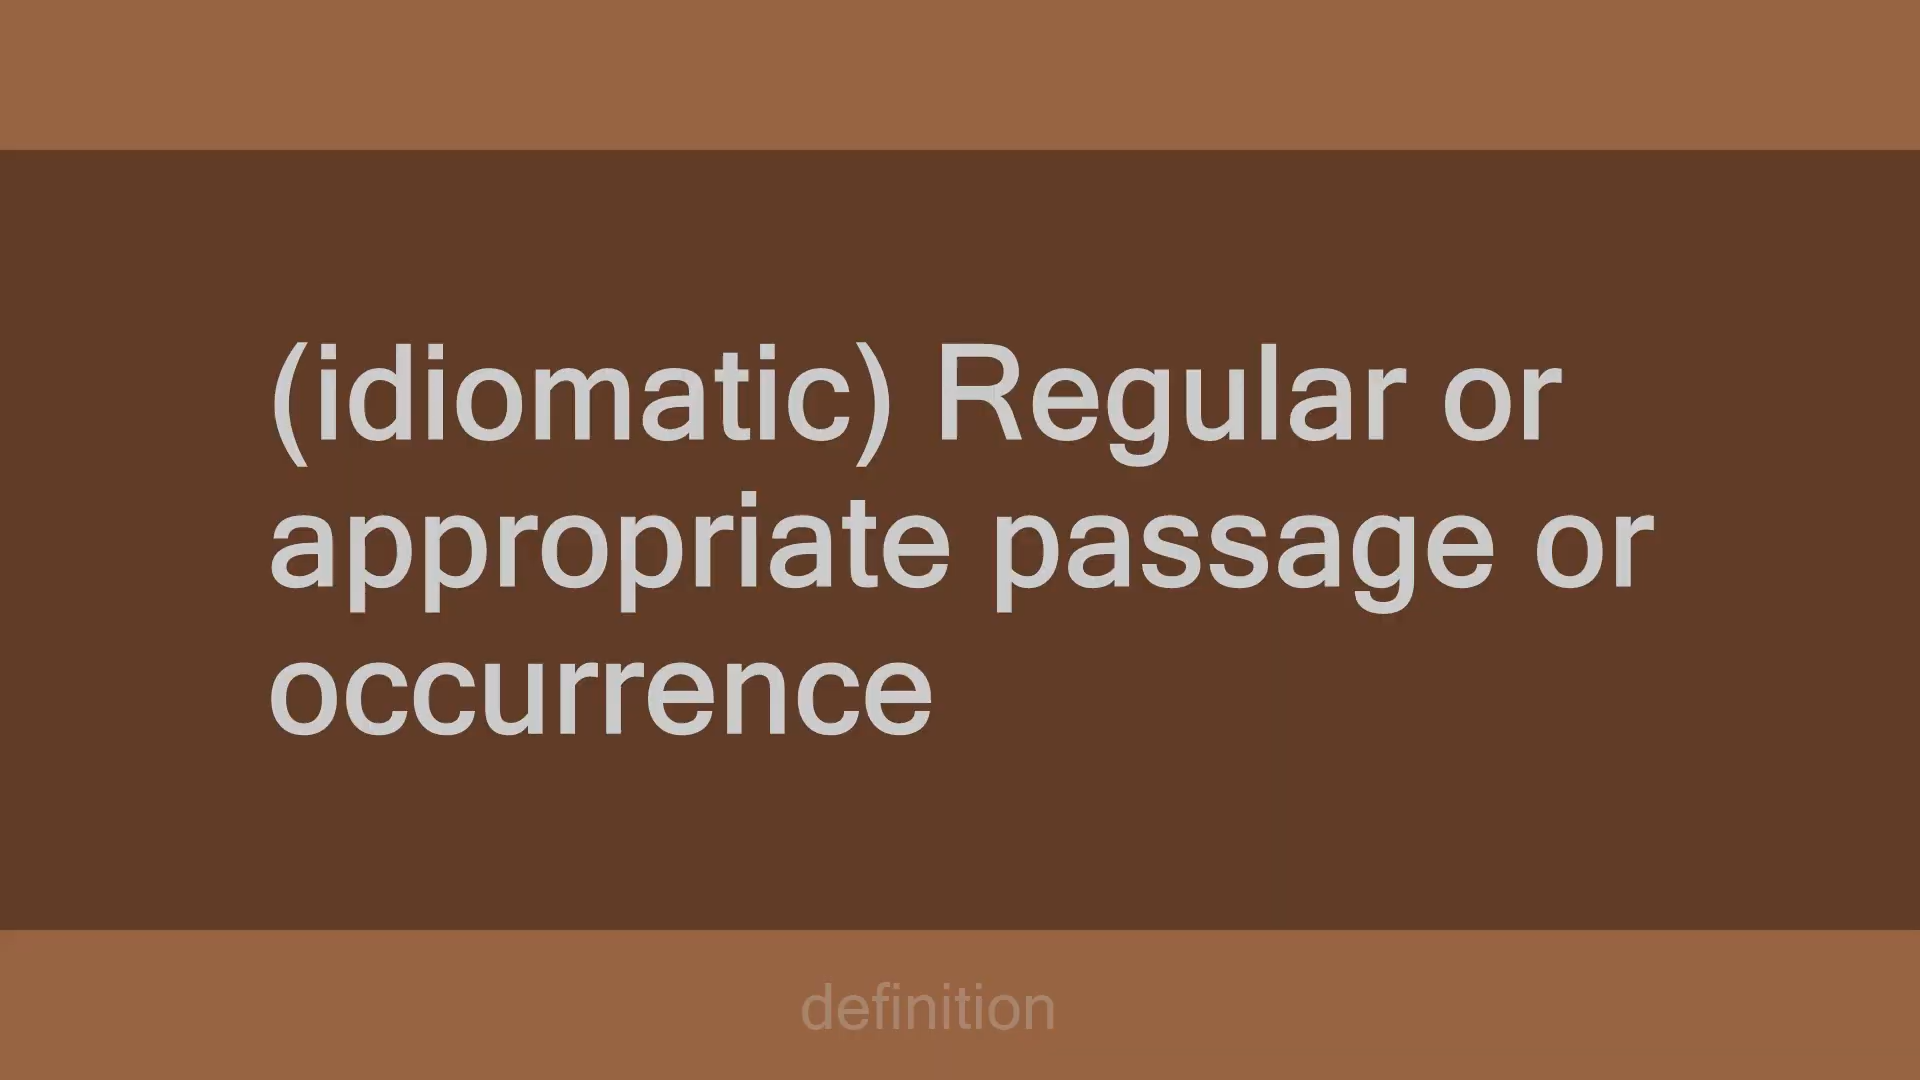 (idiomatic) Regular or
appropriate passage or
occurrence
definition